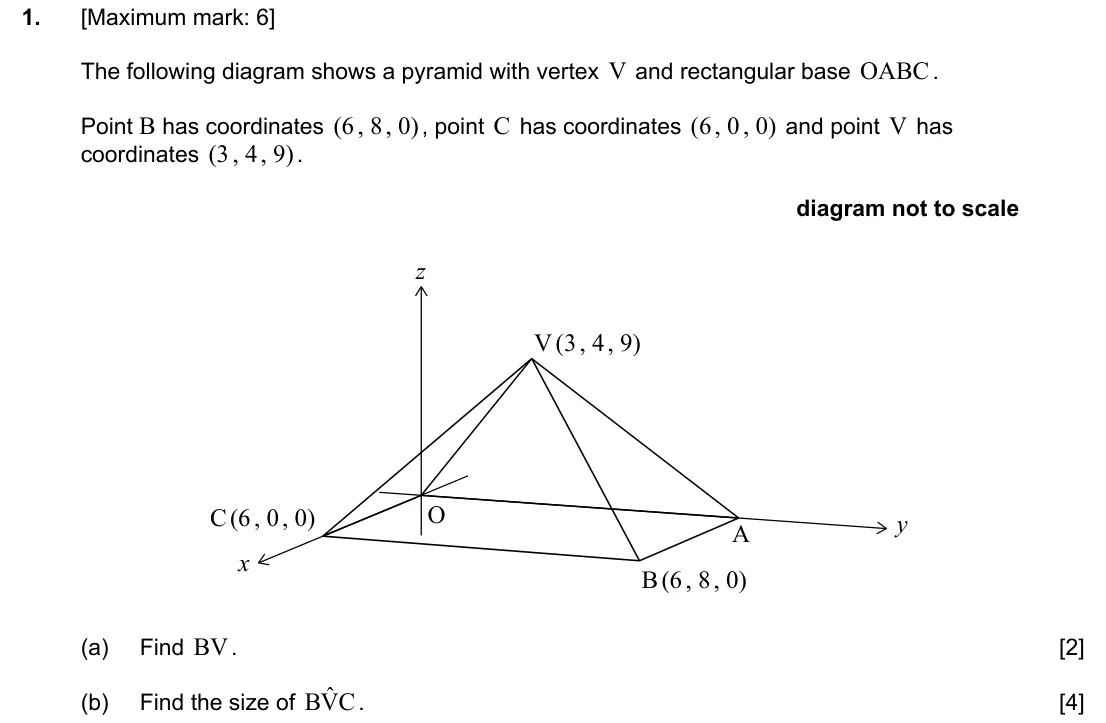 1. [Maximum mark: 6]
The following diagram shows a pyramid with vertex V and rectangular base OABC.
Point B has coordinates (6, 8, 0), point C has coordinates (6, 0, 0) and point V has
coordinates (3, 4, 9).
diagram not to scale
z
V(3, 4, 9)
C(6, 0, 0)
O
y
A
x
B(6, 8, 0)
(a) Find BV. [2]
(b) Find the size of BV̂C. [4]